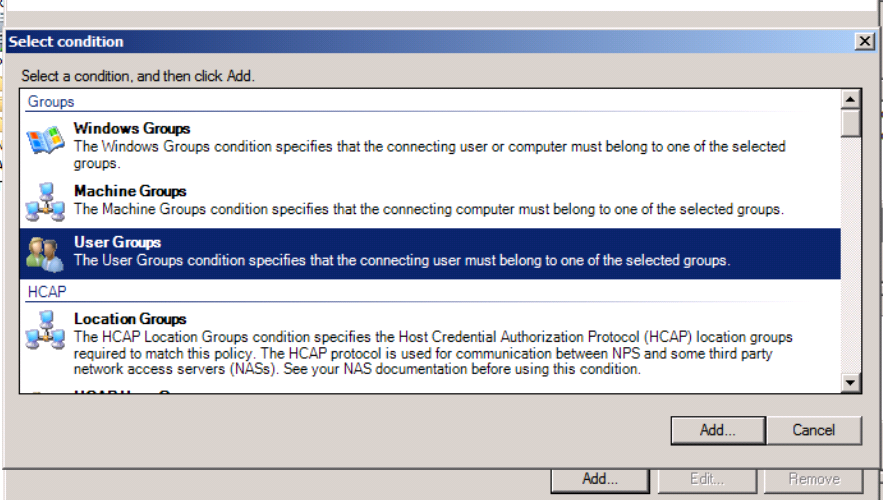 Select condition
Select a condition, and then click Add.
Groups
Windows Groups
The Windows Groups condition specifies that the connecting user or computer must belong to one of the selected
groups.
Machine Groups
The Machine Groups condition specifies that the connecting computer must belong to one of the selected groups.
User Groups
The User Groups condition specifies that the connecting user must belong to one of the selected groups.
HCAP
Location Groups
The HCAP Location Groups condition specifies the Host Credential Authorization Protocol (HCAP) location groups
required to match this policy. The HCAP protocol is used for communication between NPS and some third party
network access servers (NASs). See your NAS documentation before using this condition.
Add... Cancel
Add... Edit... Remove